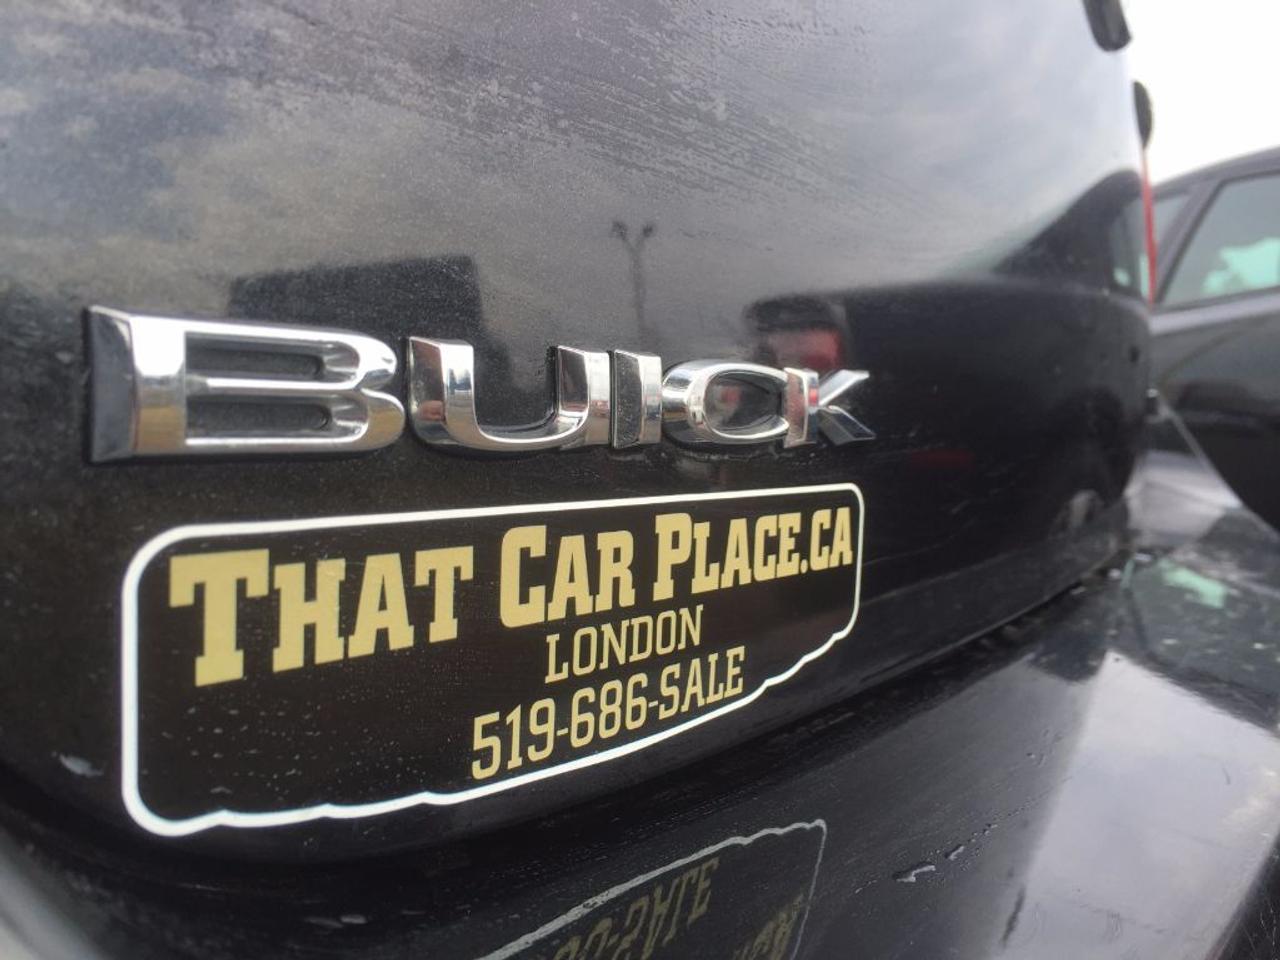 BUICK
THAT CAR PLACE.CA
LONDON
519-686-SALE